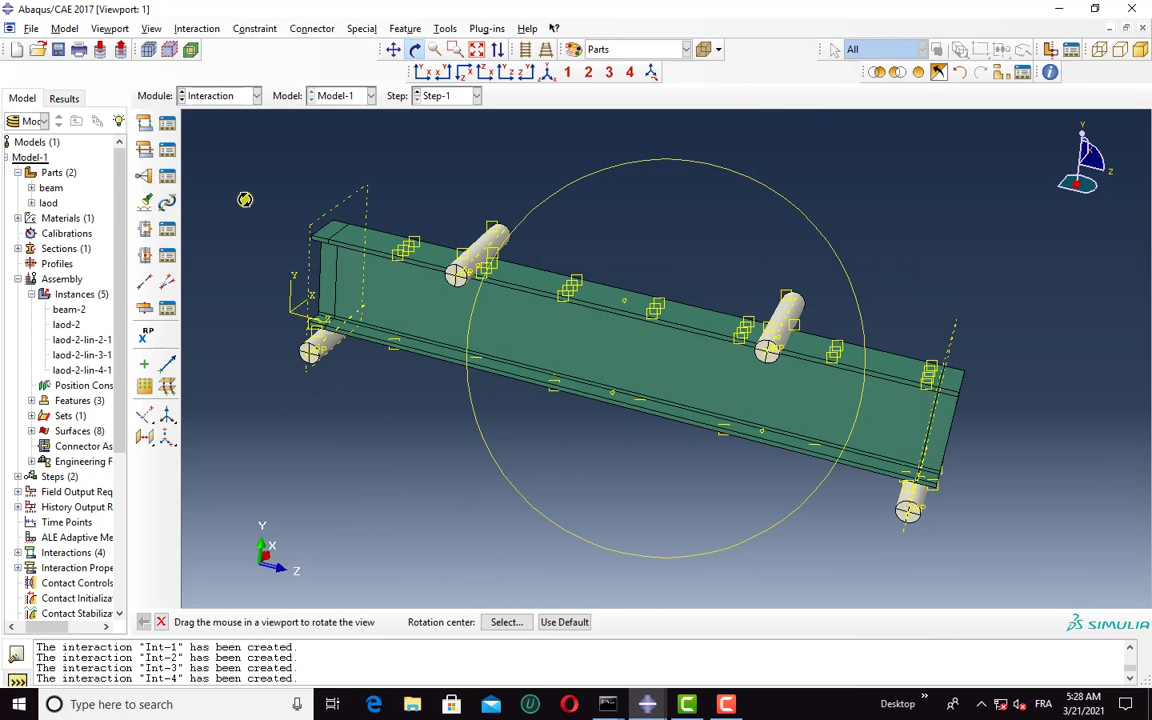 Abaqus/CAE 2017 [Viewport: 1]
File Model Viewport View Interaction Constraint Connector Special Feature Tools Plug-ins Help
Parts
All
1 2 3 4
Model Results
Module: Interaction Model: Model-1 Step: Step-1
Mod
Models (1)
Model-1
Parts (2)
beam
laod
Materials (1)
Calibrations
Sections (1)
Profiles
Assembly
Instances (5)
beam-2
laod-2
laod-2-lin-2-1
laod-2-lin-3-1
laod-2-lin-4-1
Position Cons
Features (3)
Sets (1)
Surfaces (8)
Connector As
Engineering F
Steps (2)
Field Output Req
History Output R
Time Points
ALE Adaptive Me
Interactions (4)
Interaction Prope
Contact Controls
Contact Initializa
Contact Stabiliza
RP
Y
Z
Y
X
Z
Y
X
Z
Drag the mouse in a viewport to rotate the view Rotation center: Select... Use Default
SIMULIA
The interaction "Int-1" has been created.
The interaction "Int-2" has been created.
The interaction "Int-3" has been created.
The interaction "Int-4" has been created.
Type here to search
Desktop
FR
5:28 AM
3/21/2021